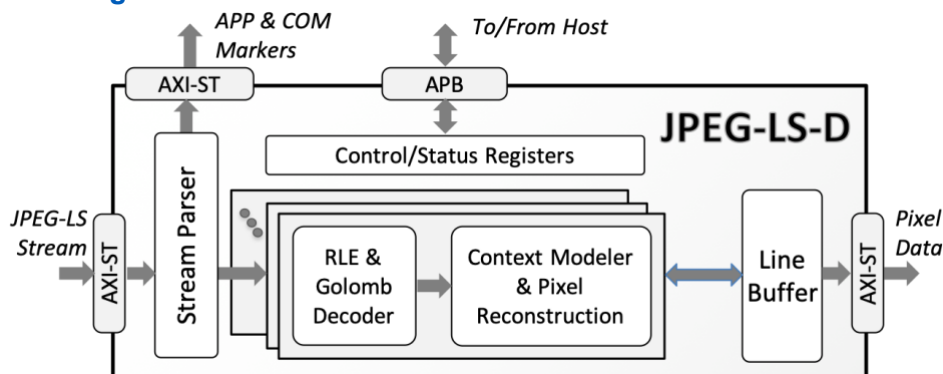 APP & COM
Markers
To/From Host
AXI-ST
APB
JPEG-LS-D
Control/Status Registers
JPEG-LS
Stream
AXI-ST
Stream Parser
RLE &
Golomb
Decoder
Context Modeler
& Pixel
Reconstruction
Line
Buffer
AXI-ST
Pixel
Data